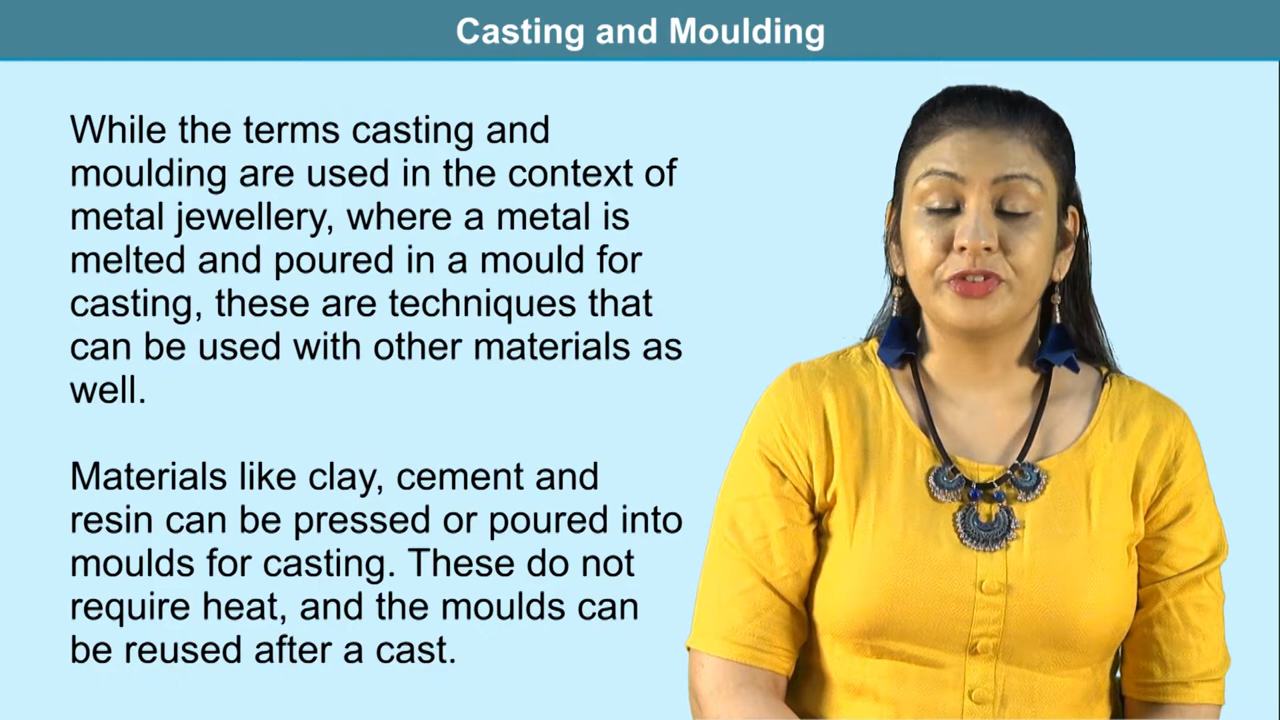 Casting and Moulding
While the terms casting and
moulding are used in the context of
metal jewellery, where a metal is
melted and poured in a mould for
casting, these are techniques that
can be used with other materials as
well.
Materials like clay, cement and
resin can be pressed or poured into
moulds for casting. These do not
require heat, and the moulds can
be reused after a cast.